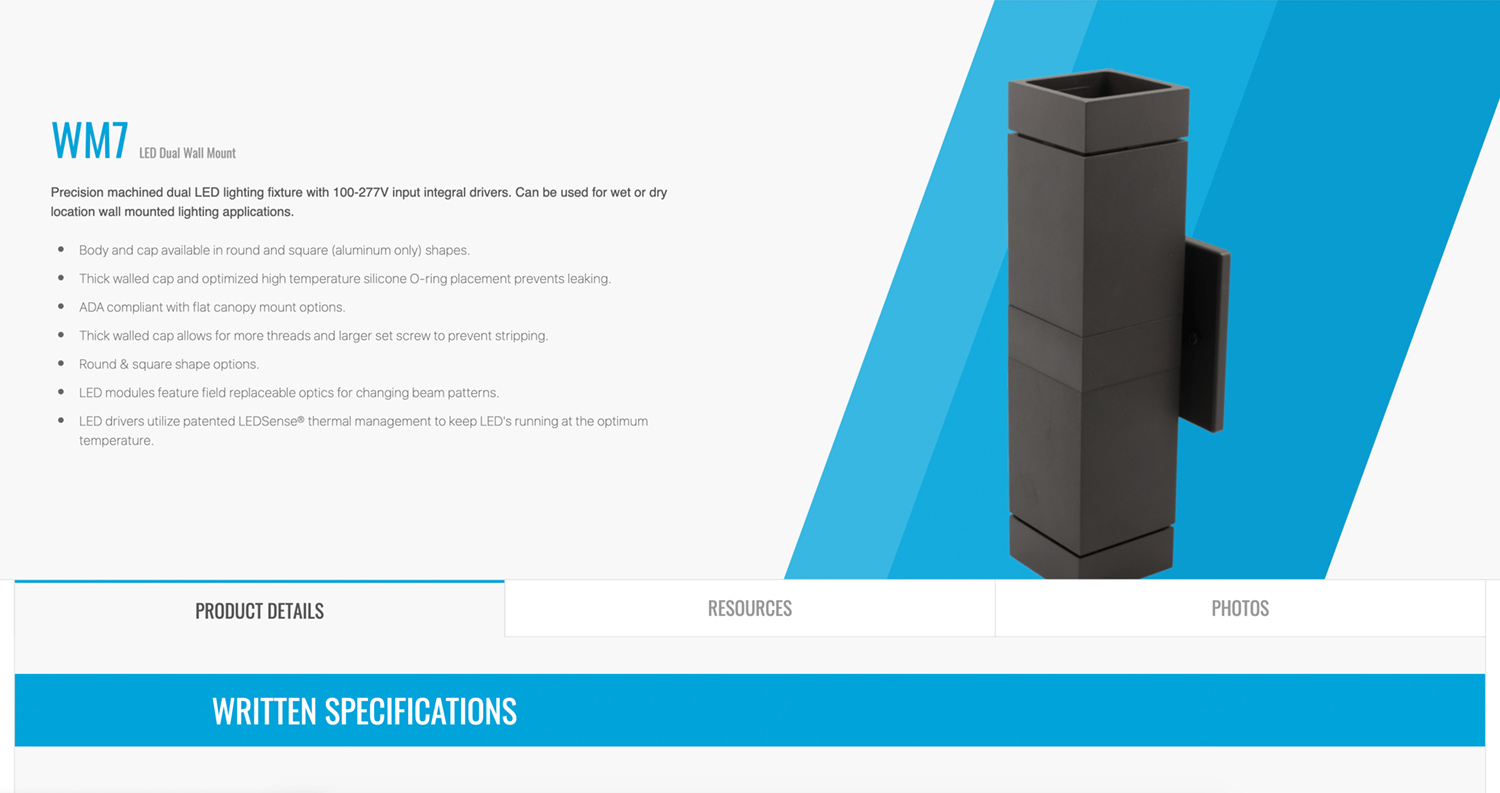 WM7 LED Dual Wall Mount
Precision machined dual LED lighting fixture with 100-277V input integral drivers. Can be used for wet or dry
location wall mounted lighting applications.
Body and cap available in round and square (aluminum only) shapes.
Thick walled cap and optimized high temperature silicone O-ring placement prevents leaking.
ADA compliant with flat canopy mount options.
Thick walled cap allows for more threads and larger set screw to prevent stripping.
Round & square shape options.
LED modules feature field replaceable optics for changing beam patterns.
LED drivers utilize patented LEDSense® thermal management to keep LED's running at the optimum
temperature.
PRODUCT DETAILS
RESOURCES
PHOTOS
WRITTEN SPECIFICATIONS